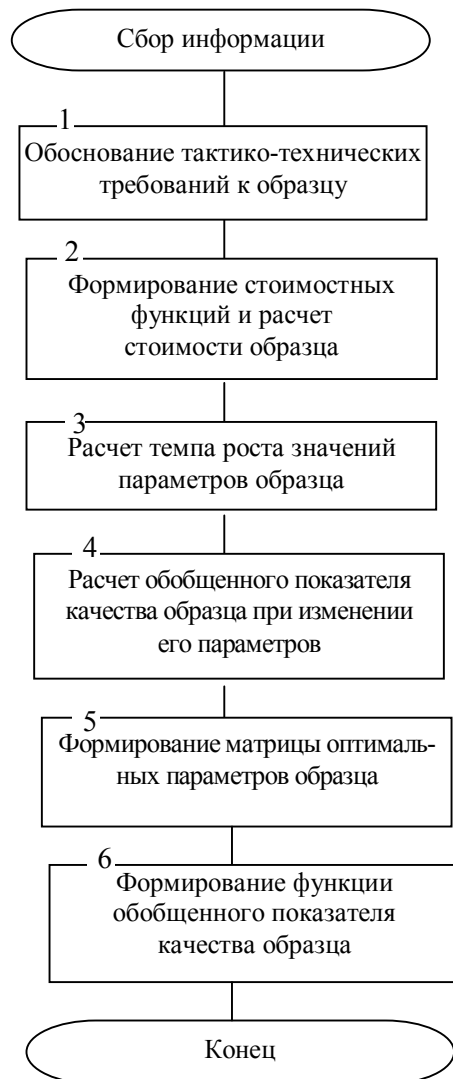 Сбор информации
1
Обоснование тактико-технических
требований к образцу
2
Формирование стоимостных
функций и расчет
стоимости образца
3
Расчет темпа роста значений
параметров образца
4
Расчет обобщенного показателя
качества образца при изменении
его параметров
5
Формирование матрицы оптималь-
ных параметров образца
6
Формирование функции
обобщенного показателя
качества образца
Конец